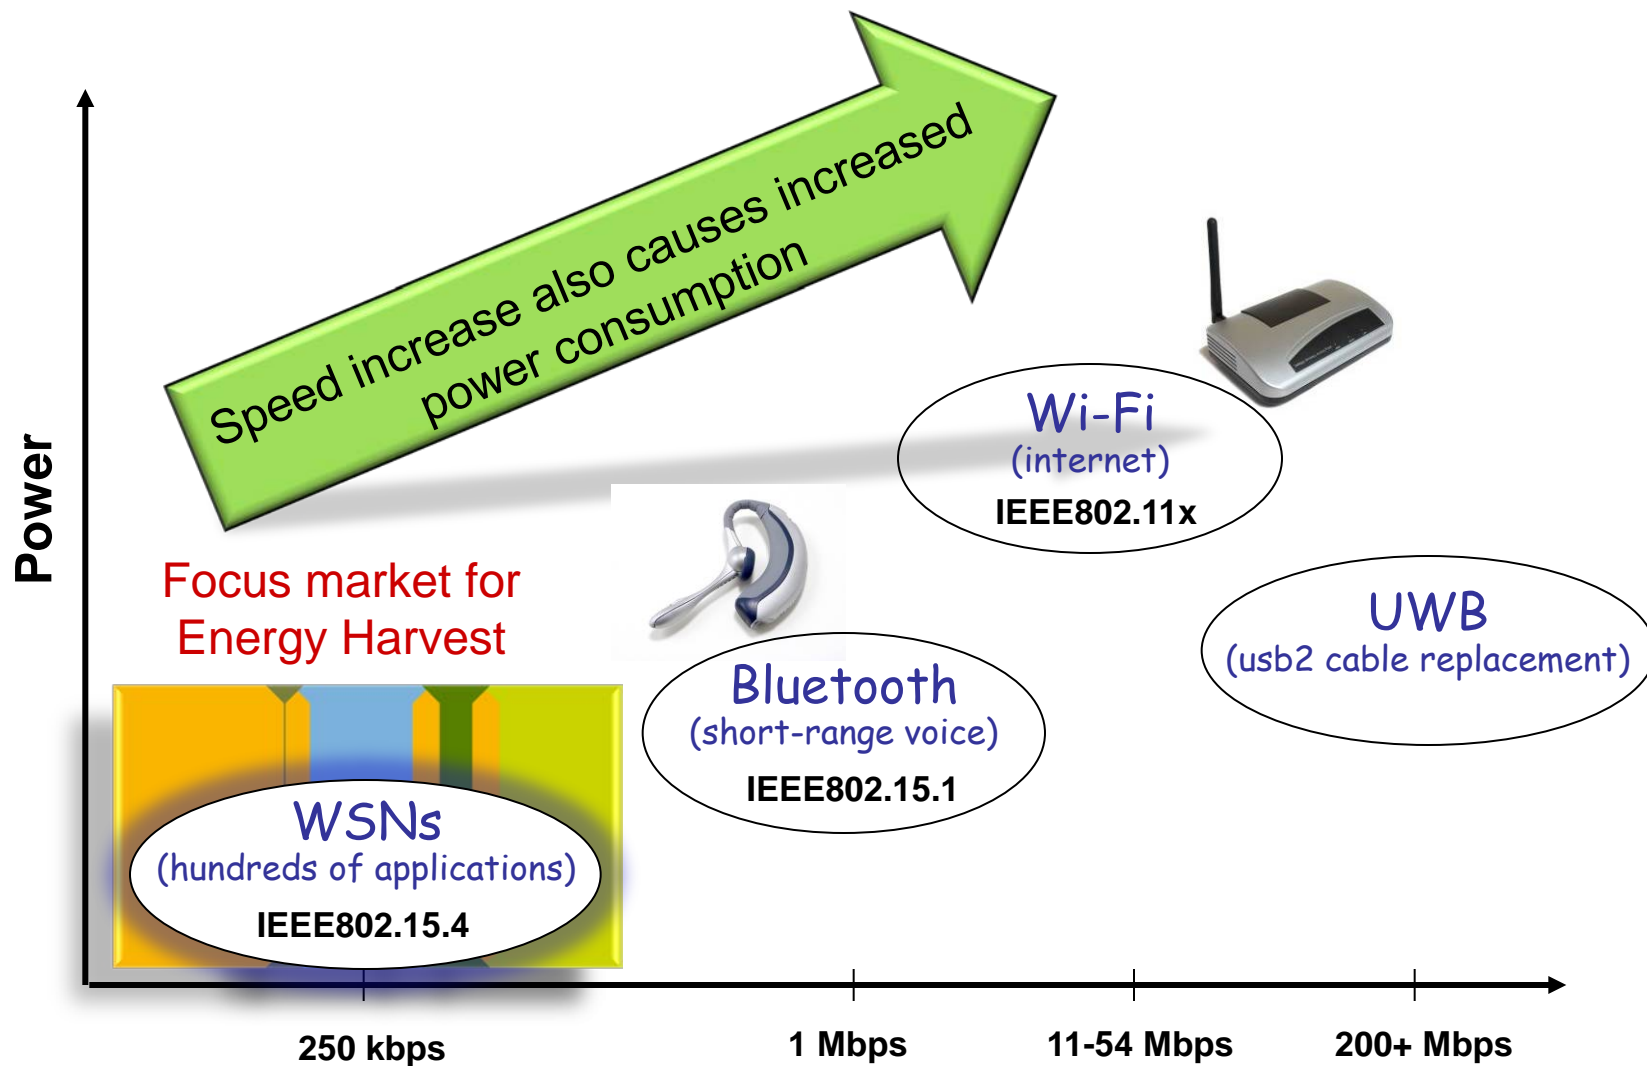 Speed increase also causes increased
power consumption
Power
Wi-Fi
(internet)
IEEE802.11x
Focus market for
Energy Harvest
UWB
(usb2 cable replacement)
Bluetooth
(short-range voice)
IEEE802.15.1
WSNs
(hundreds of applications)
IEEE802.15.4
250 kbps
1 Mbps
11-54 Mbps
200+ Mbps